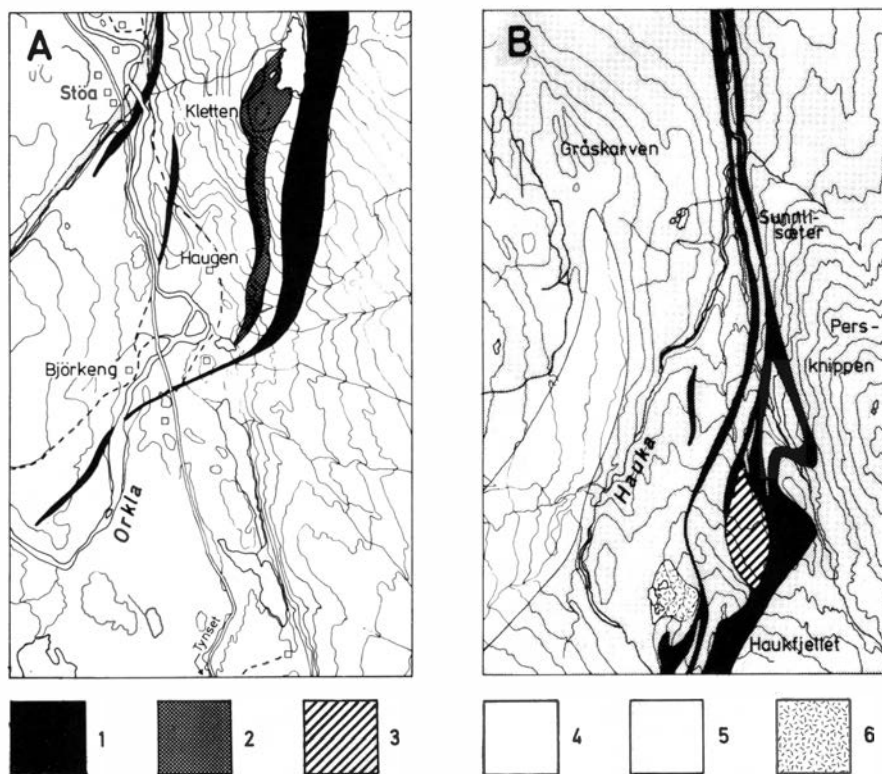 A
Stöa
Kletten
Haugen
Björkeng
Orkla
Tynset
B
Gråskarven
Sunnli-
sæter
Pers-
knippen
Hauka
Haukfjellet
1
2
3
4
5
6